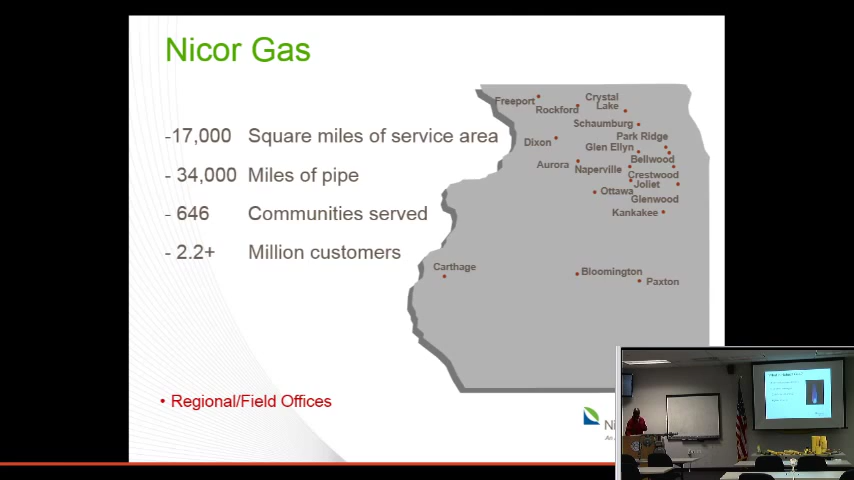 Nicor Gas
-17,000 Square miles of service area
- 34,000 Miles of pipe
- 646 Communities served
- 2.2+ Million customers
Freeport
Rockford
Crystal
Lake
Schaumburg
Park Ridge
Dixon
Glen Ellyn
Bellwood
Aurora
Naperville
Crestwood
Joliet
Ottawa
Glenwood
Kankakee
Carthage
Bloomington
Paxton
• Regional/Field Offices